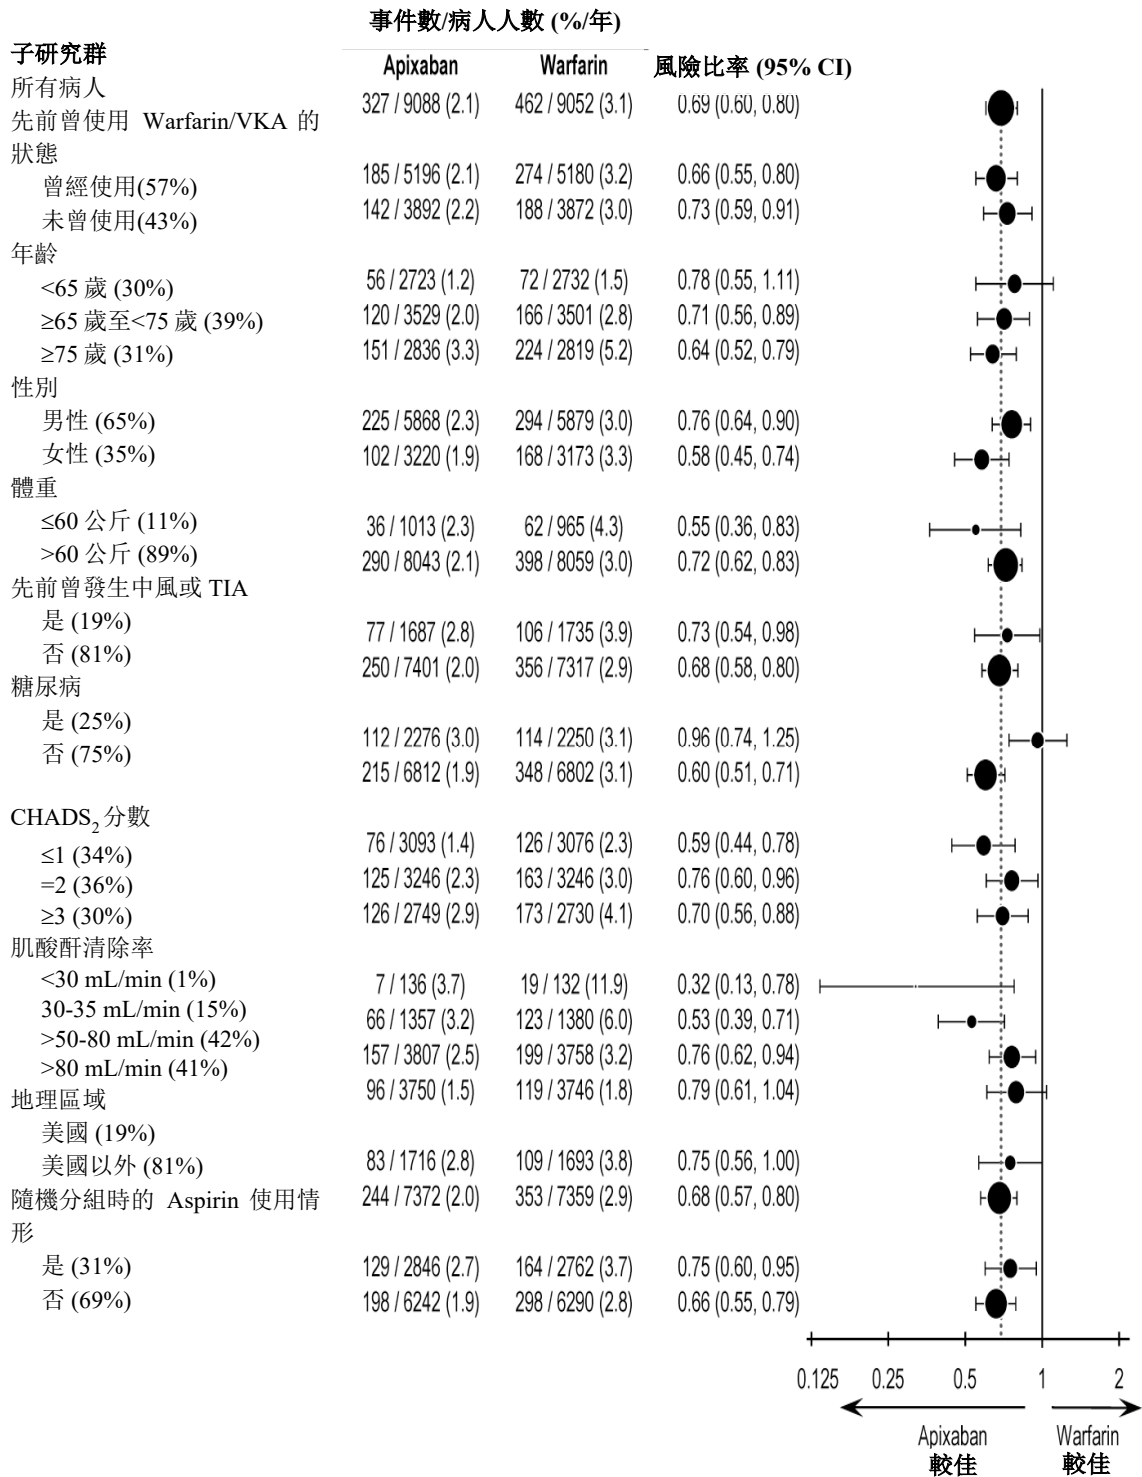 事件數/病人人數 (%/年)
子研究群 Apixaban Warfarin 風險比率 (95% CI)
所有病人 327 / 9088 (2.1) 462 / 9052 (3.1) 0.69 (0.60, 0.80)
先前曾使用 Warfarin/VKA 的
狀態
曾經使用(57%) 185 / 5196 (2.1) 274 / 5180 (3.2) 0.66 (0.55, 0.80)
未曾使用(43%) 142 / 3892 (2.2) 188 / 3872 (3.0) 0.73 (0.59, 0.91)
年齡
<65 歲 (30%) 56 / 2723 (1.2) 72 / 2732 (1.5) 0.78 (0.55, 1.11)
≥65 歲至<75 歲 (39%) 120 / 3529 (2.0) 166 / 3501 (2.8) 0.71 (0.56, 0.89)
≥75 歲 (31%) 151 / 2836 (3.3) 224 / 2819 (5.2) 0.64 (0.52, 0.79)
性別
男性 (65%) 225 / 5868 (2.3) 294 / 5879 (3.0) 0.76 (0.64, 0.90)
女性 (35%) 102 / 3220 (1.9) 168 / 3173 (3.3) 0.58 (0.45, 0.74)
體重
≤60 公斤 (11%) 36 / 1013 (2.3) 62 / 965 (4.3) 0.55 (0.36, 0.83)
>60 公斤 (89%) 290 / 8043 (2.1) 398 / 8059 (3.0) 0.72 (0.62, 0.83)
先前曾發生中風或 TIA
是 (19%) 77 / 1687 (2.8) 106 / 1735 (3.9) 0.73 (0.54, 0.98)
否 (81%) 250 / 7401 (2.0) 356 / 7317 (2.9) 0.68 (0.58, 0.80)
糖尿病
是 (25%) 112 / 2276 (3.0) 114 / 2250 (3.1) 0.96 (0.74, 1.25)
否 (75%) 215 / 6812 (1.9) 348 / 6802 (3.1) 0.60 (0.51, 0.71)
CHADS₂ 分數
≤1 (34%) 76 / 3093 (1.4) 126 / 3076 (2.3) 0.59 (0.44, 0.78)
=2 (36%) 125 / 3246 (2.3) 163 / 3246 (3.0) 0.76 (0.60, 0.96)
≥3 (30%) 126 / 2749 (2.9) 173 / 2730 (4.1) 0.70 (0.56, 0.88)
肌酸酐清除率
<30 mL/min (1%) 7 / 136 (3.7) 19 / 132 (11.9) 0.32 (0.13, 0.78)
30-35 mL/min (15%) 66 / 1357 (3.2) 123 / 1380 (6.0) 0.53 (0.39, 0.71)
>50-80 mL/min (42%) 157 / 3807 (2.5) 199 / 3758 (3.2) 0.76 (0.62, 0.94)
>80 mL/min (41%) 96 / 3750 (1.5) 119 / 3746 (1.8) 0.79 (0.61, 1.04)
地理區域
美國 (19%) 83 / 1716 (2.8) 109 / 1693 (3.8) 0.75 (0.56, 1.00)
美國以外 (81%) 244 / 7372 (2.0) 353 / 7359 (2.9) 0.68 (0.57, 0.80)
隨機分組時的 Aspirin 使用情
形
是 (31%) 129 / 2846 (2.7) 164 / 2762 (3.7) 0.75 (0.60, 0.95)
否 (69%) 198 / 6242 (1.9) 298 / 6290 (2.8) 0.66 (0.55, 0.79)
0.125 0.25 0.5 1 2
Apixaban Warfarin
較佳 較佳